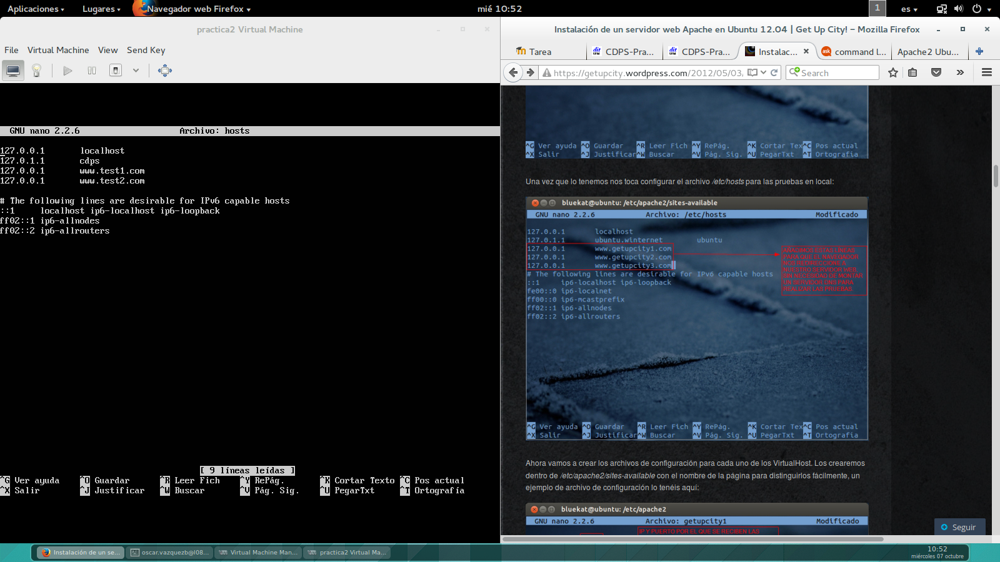 Aplicaciones
Lugares
Navegador web Firefox
mié 10:52
1
es
practica2 Virtual Machine
File Virtual Machine View Send Key
GNU nano 2.2.6 Archivo: hosts
127.0.0.1 localhost
127.0.1.1 cdps
127.0.0.1 www.test1.com
127.0.0.1 www.test2.com
# The following lines are desirable for IPv6 capable hosts
::1 localhost ip6-localhost ip6-loopback
ff02::1 ip6-allnodes
ff02::2 ip6-allrouters
[ 9 líneas leídas ]
^G Ver ayuda ^O Guardar ^R Leer Fich ^Y RePág. ^K Cortar Texto ^C Pos actual
^X Salir ^J Justificar ^W Buscar ^V Pág. Sig. ^U PegarTxt ^T Ortografía
Instalación de un servidor web Apache en Ubuntu 12.04 | Get Up City! – Mozilla Firefox
Tarea
dit UPM CDPS-Pra...
dit UPM CDPS-Pra...
Instalac...
ask command l...
Apache2 Ubu...
https://getupcity.wordpress.com/2012/05/03/
Search
^G Ver ayuda ^O Guardar ^R Leer Fich ^Y RePág. ^K Cortar Tex ^C Pos actual
^X Salir ^J Justificar ^W Buscar ^V Pág. Sig. ^U PegarTxt ^T Ortografía
Una vez que lo tenemos nos toca configurar el archivo /etc/hosts para las pruebas en local:
bluekat@ubuntu: /etc/apache2/sites-available
GNU nano 2.2.6 Archivo: /etc/hosts Modificado
127.0.0.1 localhost
127.0.1.1 ubuntu.winternet ubuntu
127.0.0.1 www.getupcity1.com
127.0.0.1 www.getupcity2.com
127.0.0.1 www.getupcity3.com
# The following lines are desirable for IPv6 capable hosts
::1 ip6-localhost ip6-loopback
fe00::0 ip6-localnet
ff00::0 ip6-mcastprefix
ff02::1 ip6-allnodes
ff02::2 ip6-allrouters
AÑADIMOS ESTAS LÍNEAS
PARA QUE EL NAVEGADOR
NOS REDIRECCIONE A
NUESTRO SERVIDOR WEB
SIN NECESIDAD DE MONTAR
UN SERVIDOR DNS PARA
REALIZAR LAS PRUEBAS.
^G Ver ayuda ^O Guardar ^R Leer Fich ^Y RePág. ^K Cortar Tex ^C Pos actual
^X Salir ^J Justificar ^W Buscar ^V Pág. Sig. ^U PegarTxt ^T Ortografía
Ahora vamos a crear los archivos de configuración para cada uno de los VirtualHost. Los crearemos
dentro de /etc/apache2/sites-available con el nombre de la página para distinguirlos fácilmente, un
ejemplo de archivo de configuración lo tenéis aquí:
bluekat@ubuntu: /etc/apache2
GNU nano 2.2.6 Archivo: getupcity1 Modificado
IP Y PUERTO POR EL QUE SE RECIBEN LAS
Seguir
Instalación de un se...
oscar.vazquezb@l08...
Virtual Machine Man...
practica2 Virtual Ma...
10:52
miércoles 07 octubre